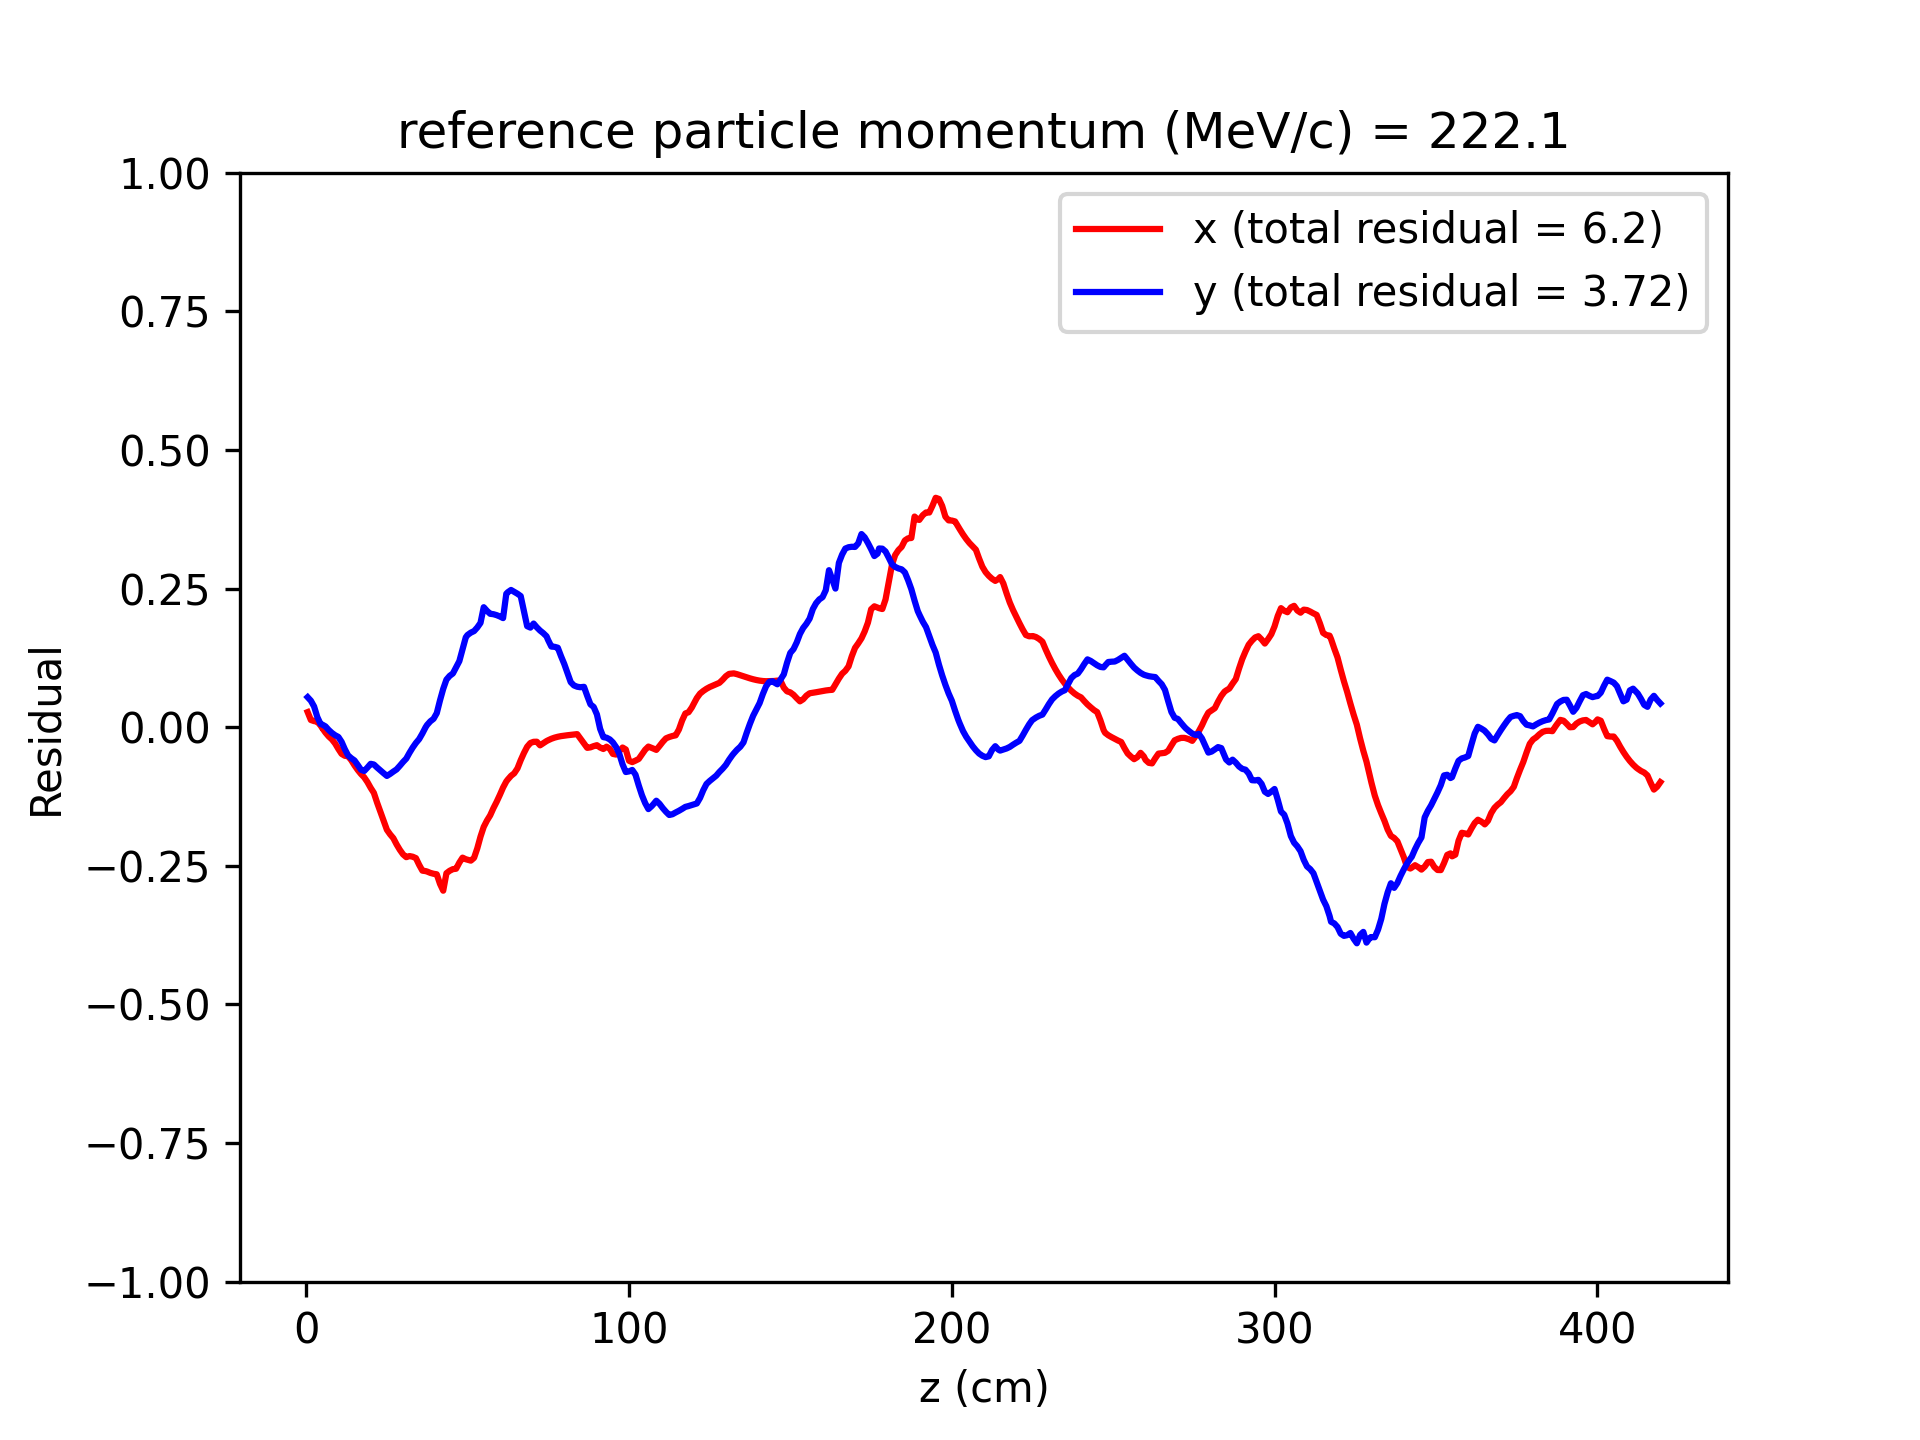 reference particle momentum (MeV/c) = 222.1
x (total residual = 6.2)
y (total residual = 3.72)
1.00
0.75
0.50
0.25
0.00
−0.25
−0.50
−0.75
−1.00
Residual
0 100 200 300 400
z (cm)